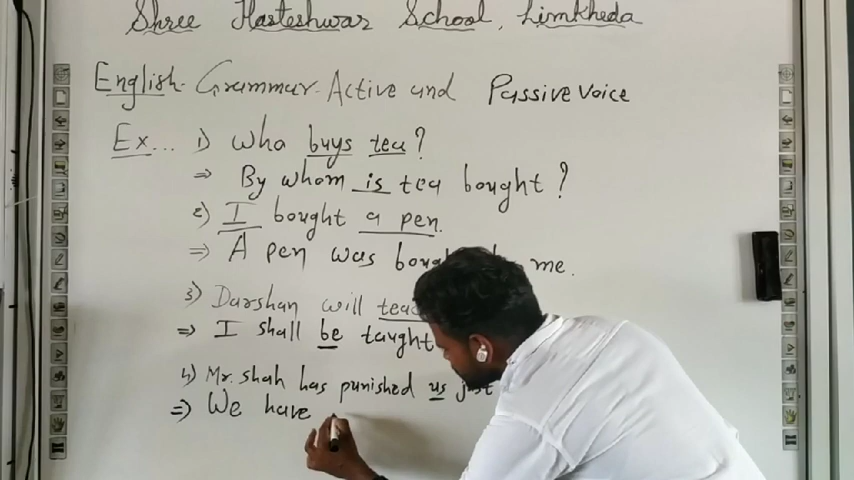 Shree Hasteshwar School, Limkheda
English Grammar Active and Passive Voice
Ex... 1) Who buys tea?
⇒ By whom is tea bought?
2) I bought a pen.
⇒ A pen was me.
3) Darshan will
⇒ I shall be taught
4) Mr. Shah has punished us just
⇒ We have